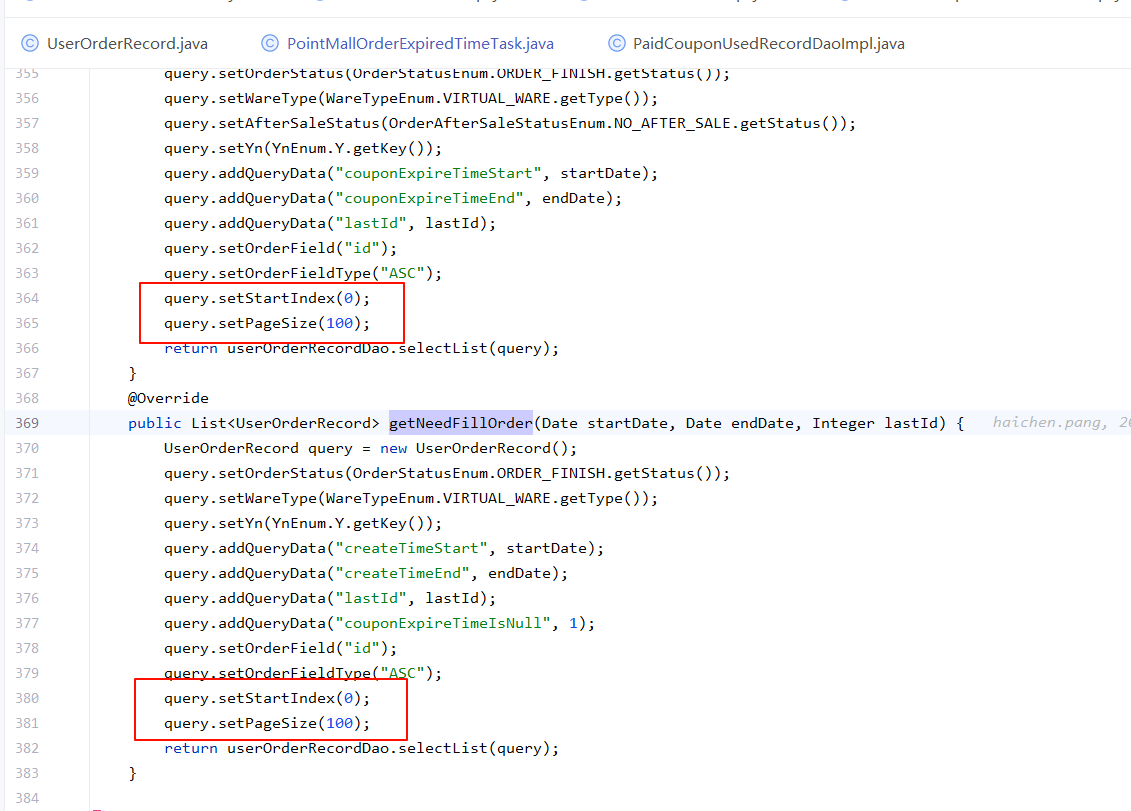 UserOrderRecord.java PointMallOrderExpiredTimeTask.java PaidCouponUsedRecordDaoImpl.java
355 query.setOrderStatus(OrderStatusEnum.ORDER_FINISH.getStatus());
356 query.setWareType(WareTypeEnum.VIRTUAL_WARE.getType());
357 query.setAfterSaleStatus(OrderAfterSaleStatusEnum.NO_AFTER_SALE.getStatus());
358 query.setYn(YnEnum.Y.getKey());
359 query.addQueryData("couponExpireTimeStart", startDate);
360 query.addQueryData("couponExpireTimeEnd", endDate);
361 query.addQueryData("lastId", lastId);
362 query.setOrderField("id");
363 query.setOrderFieldType("ASC");
364 query.setStartIndex(0);
365 query.setPageSize(100);
366 return userOrderRecordDao.selectList(query);
367 }
368 @Override
369 public List<UserOrderRecord> getNeedFillOrder(Date startDate, Date endDate, Integer lastId) { haichen.pang,
370 UserOrderRecord query = new UserOrderRecord();
371 query.setOrderStatus(OrderStatusEnum.ORDER_FINISH.getStatus());
372 query.setWareType(WareTypeEnum.VIRTUAL_WARE.getType());
373 query.setYn(YnEnum.Y.getKey());
374 query.addQueryData("createTimeStart", startDate);
375 query.addQueryData("createTimeEnd", endDate);
376 query.addQueryData("lastId", lastId);
377 query.addQueryData("couponExpireTimeIsNull", 1);
378 query.setOrderField("id");
379 query.setOrderFieldType("ASC");
380 query.setStartIndex(0);
381 query.setPageSize(100);
382 return userOrderRecordDao.selectList(query);
383 }
384